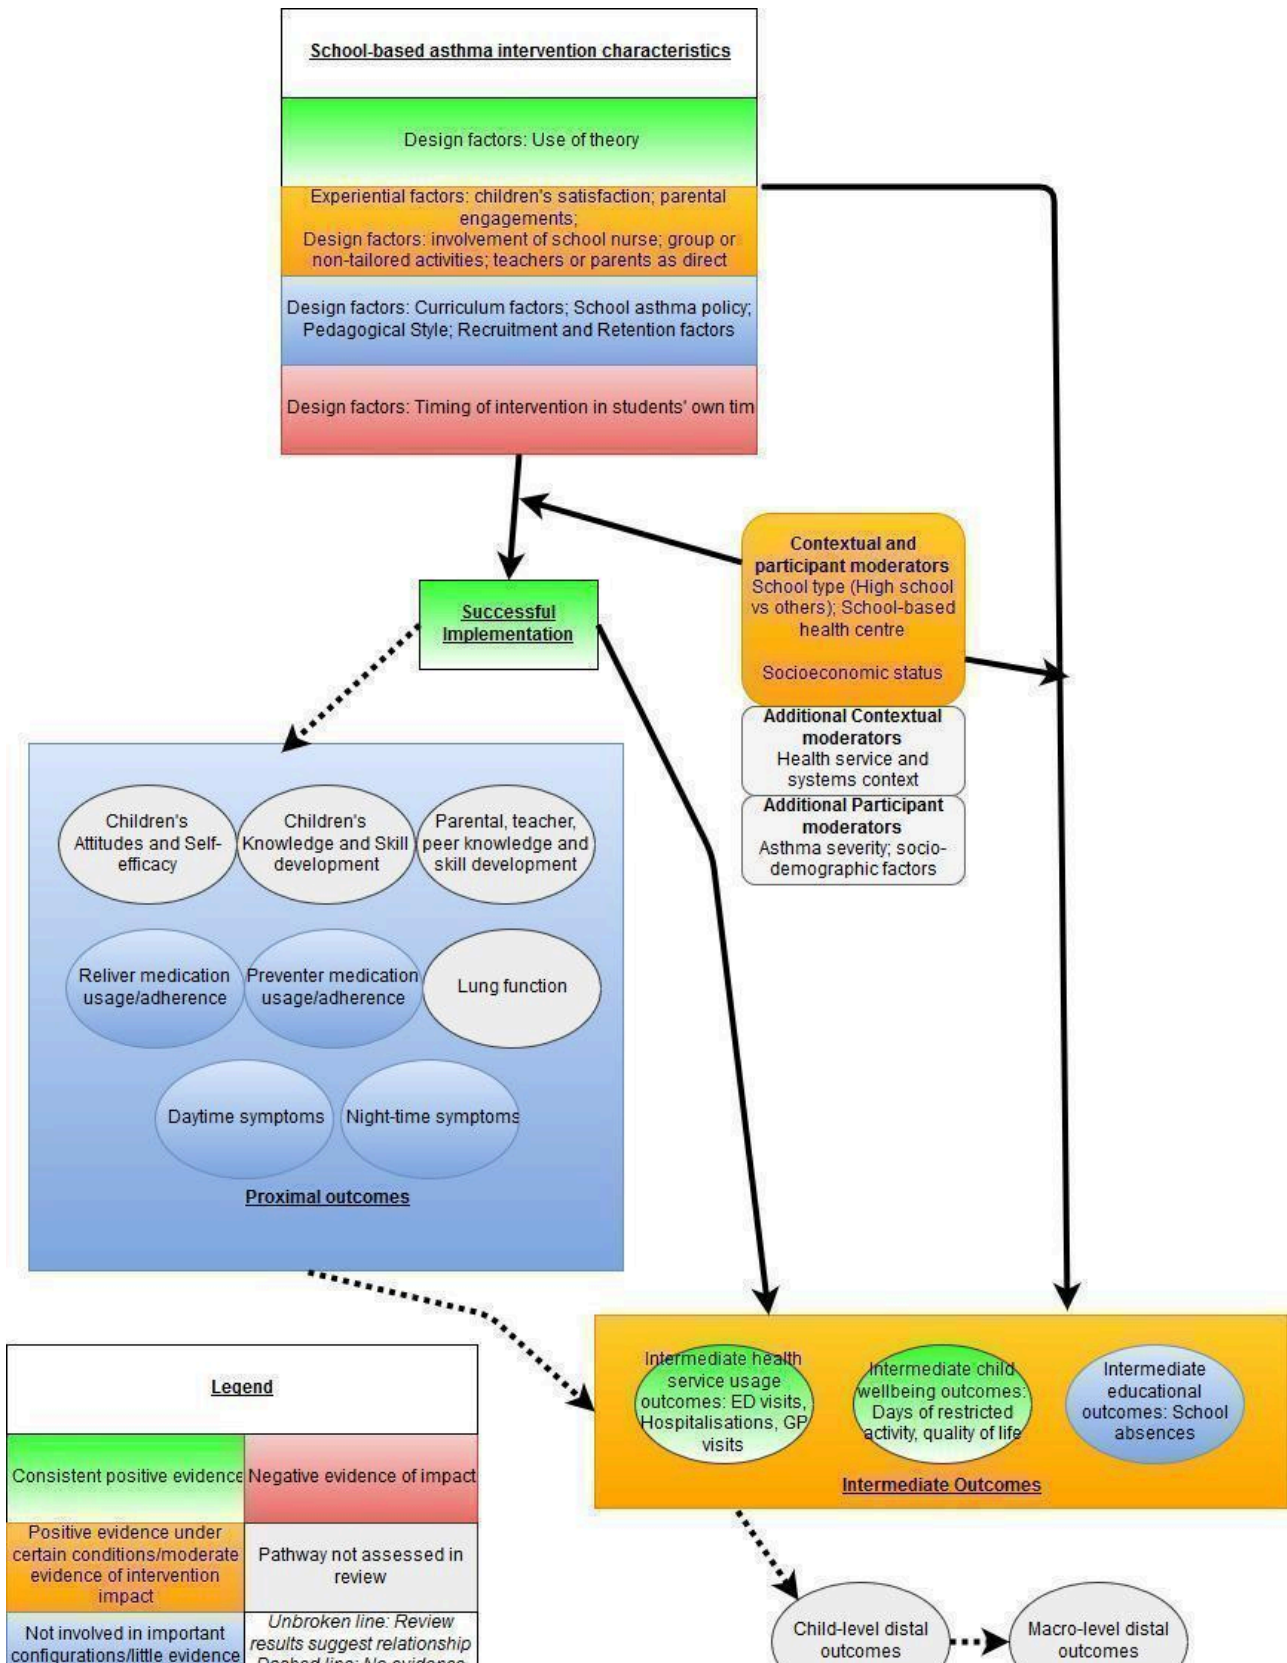 School-based asthma intervention characteristics
Design factors: Use of theory
Experiential factors: children's satisfaction; parental
engagements;
Design factors: involvement of school nurse; group or
non-tailored activities; teachers or parents as direct
Design factors: Curriculum factors; School asthma policy;
Pedagogical Style; Recruitment and Retention factors
Design factors: Timing of intervention in students' own tim
Contextual and
participant moderators
School type (High school
vs others); School-based
health centre
Socioeconomic status
Successful
Implementation
Additional Contextual
moderators
Health service and
systems context
Additional Participant
moderators
Asthma severity; socio-
demographic factors
Children's
Attitudes and Self-
efficacy
Children's
Knowledge and Skill
development
Parental, teacher,
peer knowledge and
skill development
Reliver medication
usage/adherence
Preventer medication
usage/adherence
Lung function
Daytime symptoms
Night-time symptoms
Proximal outcomes
Intermediate health
service usage
outcomes: ED visits,
Hospitalisations, GP
visits
Intermediate child
wellbeing outcomes:
Days of restricted
activity, quality of life
Intermediate
educational
outcomes: School
absences
Intermediate Outcomes
Legend
Consistent positive evidence
Negative evidence of impact
Positive evidence under
certain conditions/moderate
evidence of intervention
impact
Pathway not assessed in
review
Not involved in important
configurations/little evidence
Unbroken line: Review
results suggest relationship
Dashed line: No evidence
Child-level distal
outcomes
Macro-level distal
outcomes